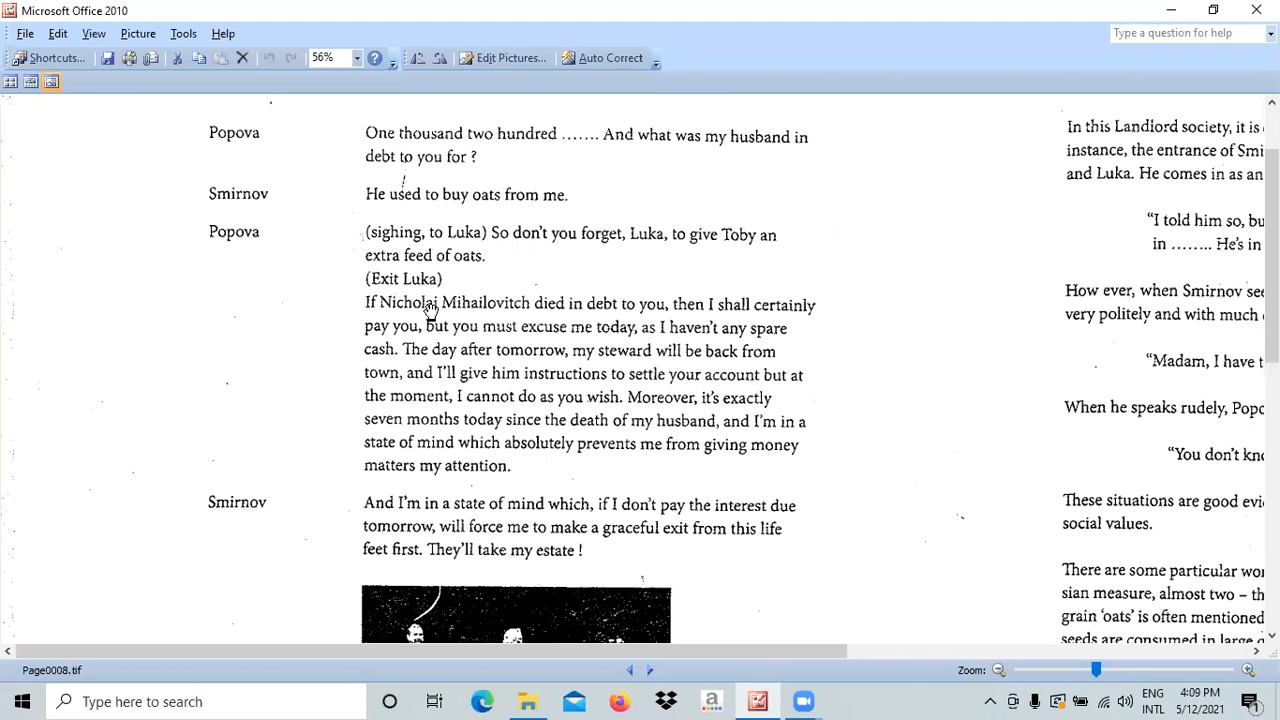 Microsoft Office 2010
File Edit View Picture Tools Help
Type a question for help
Shortcuts... 56% Edit Pictures... Auto Correct
Popova One thousand two hundred ....... And what was my husband in
debt to you for ?
Smirnov He used to buy oats from me.
Popova (sighing, to Luka) So don't you forget, Luka, to give Toby an
extra feed of oats.
(Exit Luka)
If Nicholai Mihailovitch died in debt to you, then I shall certainly
pay you, but you must excuse me today, as I haven't any spare
cash. The day after tomorrow, my steward will be back from
town, and I'll give him instructions to settle your account but at
the moment, I cannot do as you wish. Moreover, it's exactly
seven months today since the death of my husband, and I'm in a
state of mind which absolutely prevents me from giving money
matters my attention.
Smirnov And I'm in a state of mind which, if I don't pay the interest due
tomorrow, will force me to make a graceful exit from this life
feet first. They'll take my estate !
In this Landlord society, it is
instance, the entrance of Smi
and Luka. He comes in as an
"I told him so, bu
in ........ He's in
How ever, when Smirnov see
very politely and with much
"Madam, I have t
When he speaks rudely, Popo
"You don't kno
These situations are good evi
social values.
There are some particular wor
sian measure, almost two – th
grain 'oats' is often mentioned
seeds are consumed in large
Page0008.tif Zoom:
Type here to search
ENG
INTL
4:09 PM
5/12/2021